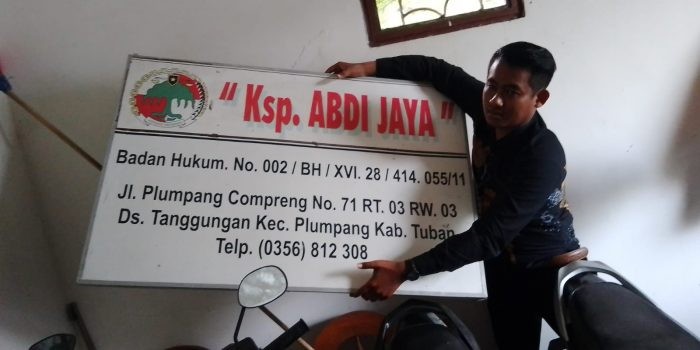 " Ksp. ABDI JAYA "
Badan Hukum. No. 002 / BH / XVI. 28 / 414. 055/11
Jl. Plumpang Compreng No. 71 RT. 03 RW. 03
Ds. Tanggungan Kec. Plumpang Kab. Tuban
Telp. (0356) 812 308